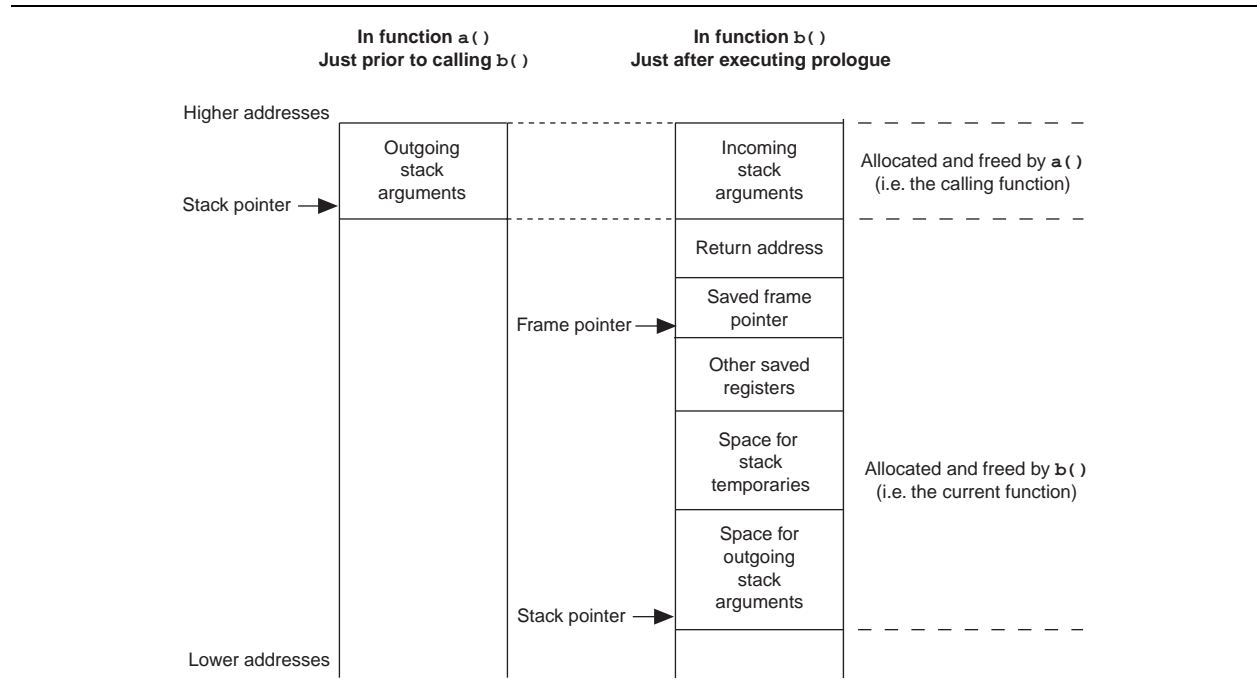 In function a()
Just prior to calling b()
In function b()
Just after executing prologue
Higher addresses
Outgoing
stack
arguments
Incoming
stack
arguments
Allocated and freed by a()
(i.e. the calling function)
Stack pointer
Return address
Saved frame
pointer
Frame pointer
Other saved
registers
Space for
stack
temporaries
Allocated and freed by b()
(i.e. the current function)
Space for
outgoing
stack
arguments
Stack pointer
Lower addresses